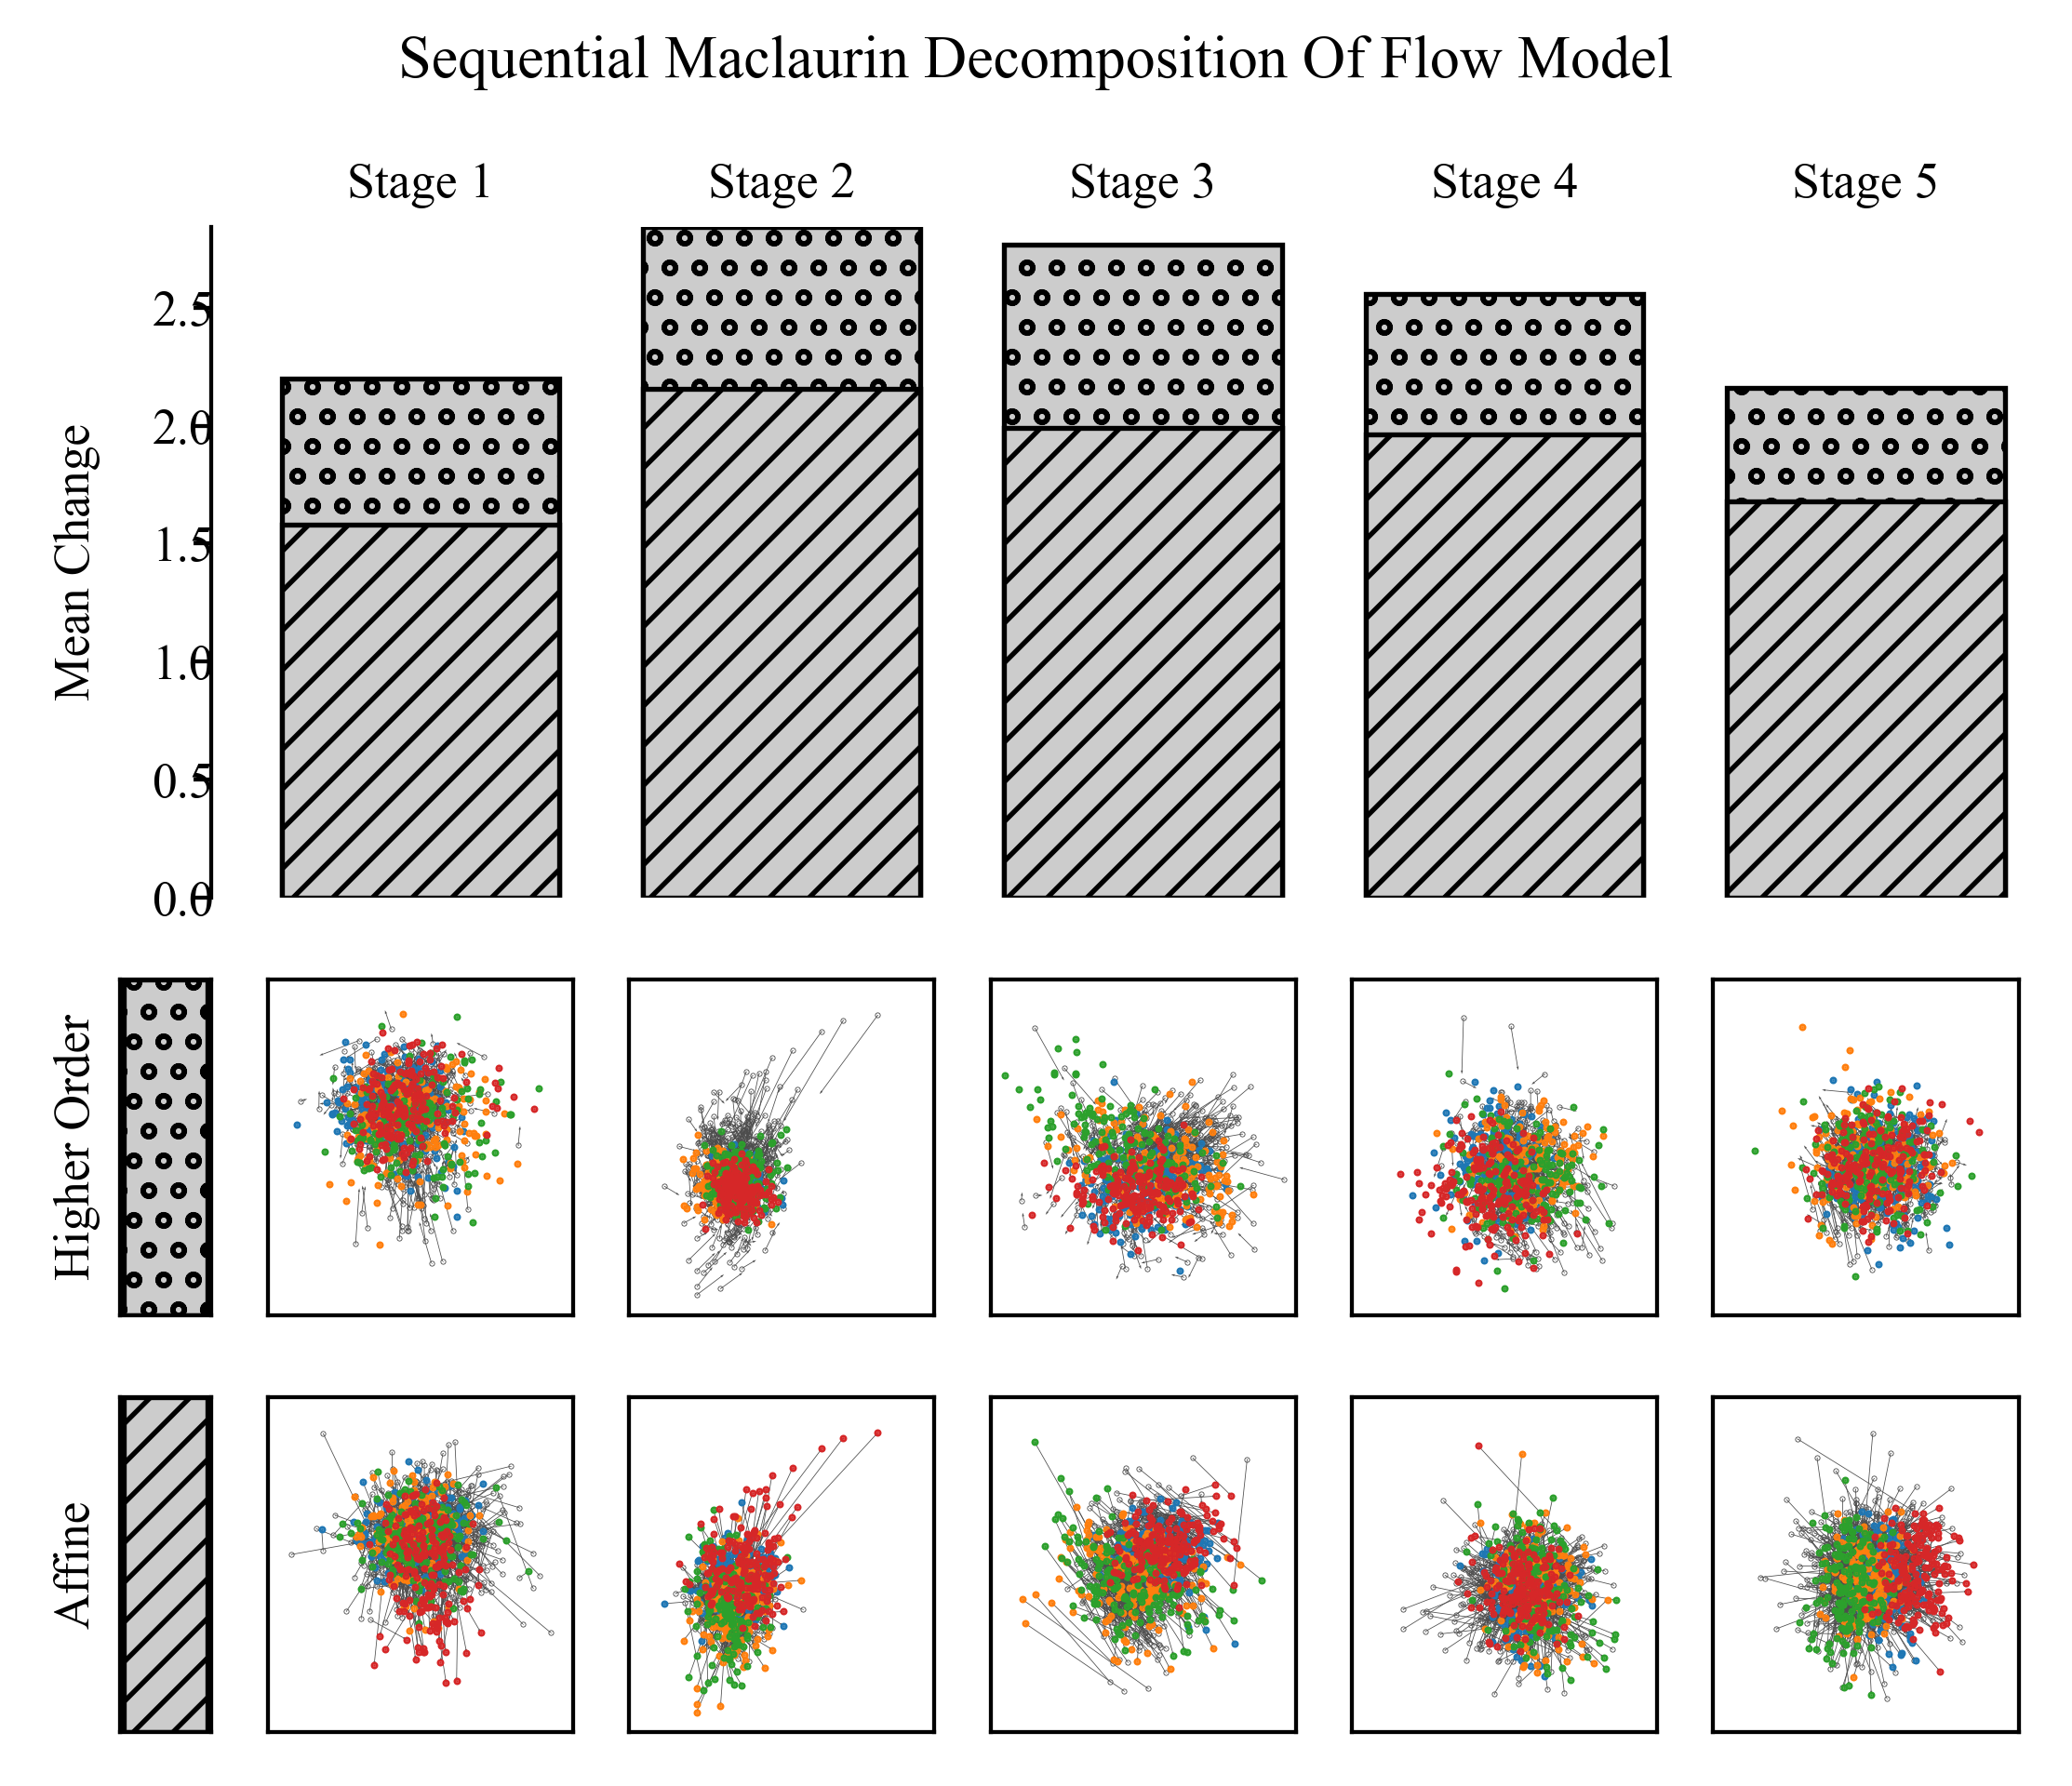 Sequential Maclaurin Decomposition Of Flow Model
Stage 1 Stage 2 Stage 3 Stage 4 Stage 5
Mean Change
2.5
2.0
1.5
1.0
0.5
0.0
Higher Order
Affine